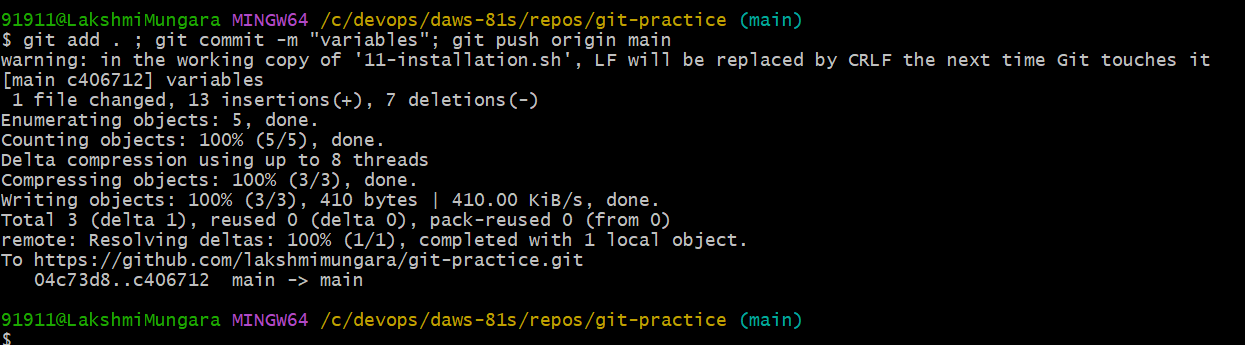 91911@LakshmiMungara MINGW64 /c/devops/daws-81s/repos/git-practice (main)
$ git add . ; git commit -m "variables"; git push origin main
warning: in the working copy of '11-installation.sh', LF will be replaced by CRLF the next time Git touches it
[main c406712] variables
 1 file changed, 13 insertions(+), 7 deletions(-)
Enumerating objects: 5, done.
Counting objects: 100% (5/5), done.
Delta compression using up to 8 threads
Compressing objects: 100% (3/3), done.
Writing objects: 100% (3/3), 410 bytes | 410.00 KiB/s, done.
Total 3 (delta 1), reused 0 (delta 0), pack-reused 0 (from 0)
remote: Resolving deltas: 100% (1/1), completed with 1 local object.
To https://github.com/lakshmimungara/git-practice.git
   04c73d8..c406712  main -> main
91911@LakshmiMungara MINGW64 /c/devops/daws-81s/repos/git-practice (main)
$